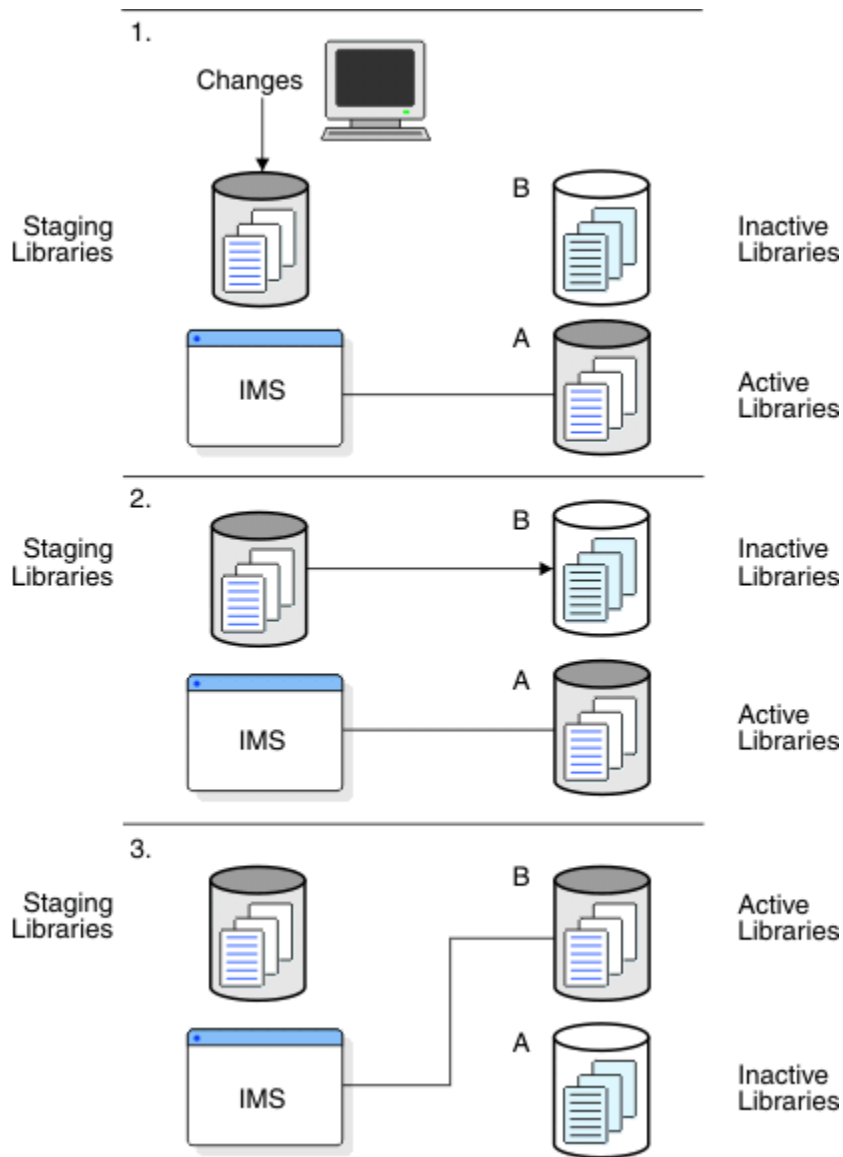 1.
Changes
Staging
Libraries
B
Inactive
Libraries
IMS
A
Active
Libraries
2.
Staging
Libraries
B
Inactive
Libraries
IMS
A
Active
Libraries
3.
Staging
Libraries
B
Active
Libraries
IMS
A
Inactive
Libraries